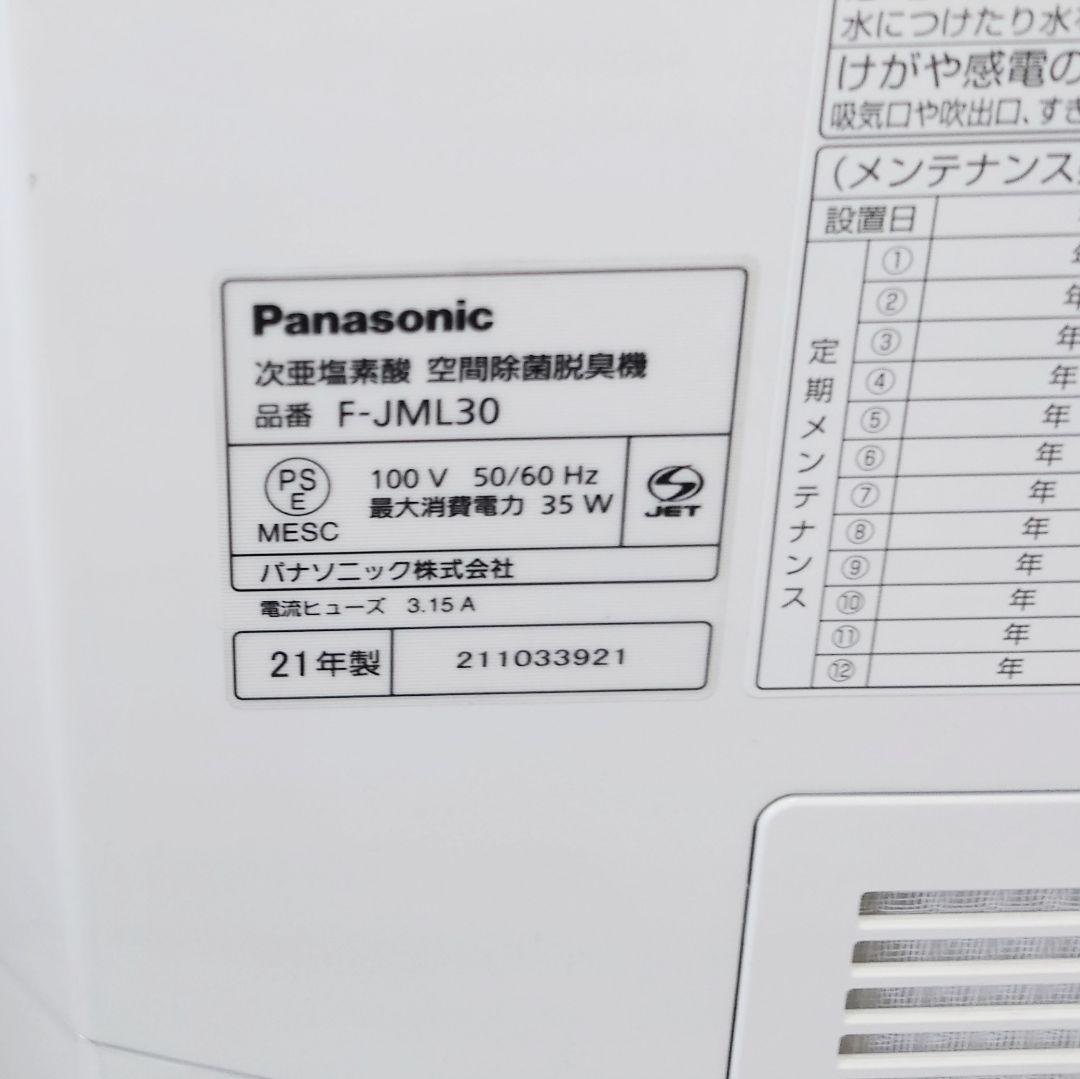 Panasonic
次亜塩素酸 空間除菌脱臭機
品番 F-JML30
PS
E
MESC
100 V 50/60 Hz
最大消費電力 35 W
JET
パナソニック株式会社
電流ヒューズ 3.15 A
21年製 211033921
水につけたり水
けがや感電の
吸気口や吹出口、すき
(メンテナンス
設置日
定期メンテナンス
① 年
② 年
③ 年
④ 年
⑤ 年
⑥ 年
⑦ 年
⑧ 年
⑨ 年
⑩ 年
⑪ 年
⑫ 年